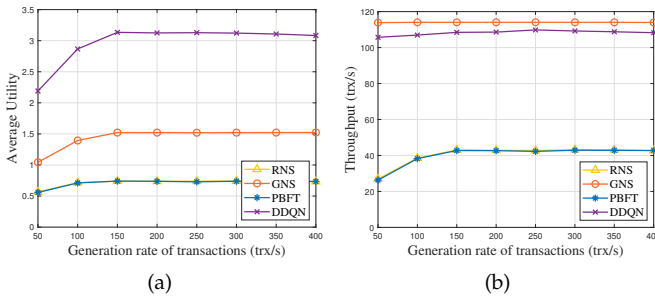 3.5
3
2.5
2
1.5
1
0.5
0
50 100 150 200 250 300 350 400
Average Utility
Generation rate of transactions (trx/s)
RNS
GNS
PBFT
DDQN
(a)
120
100
80
60
40
20
0
50 100 150 200 250 300 350 400
Throughput (trx/s)
Generation rate of transactions (trx/s)
RNS
GNS
PBFT
DDQN
(b)